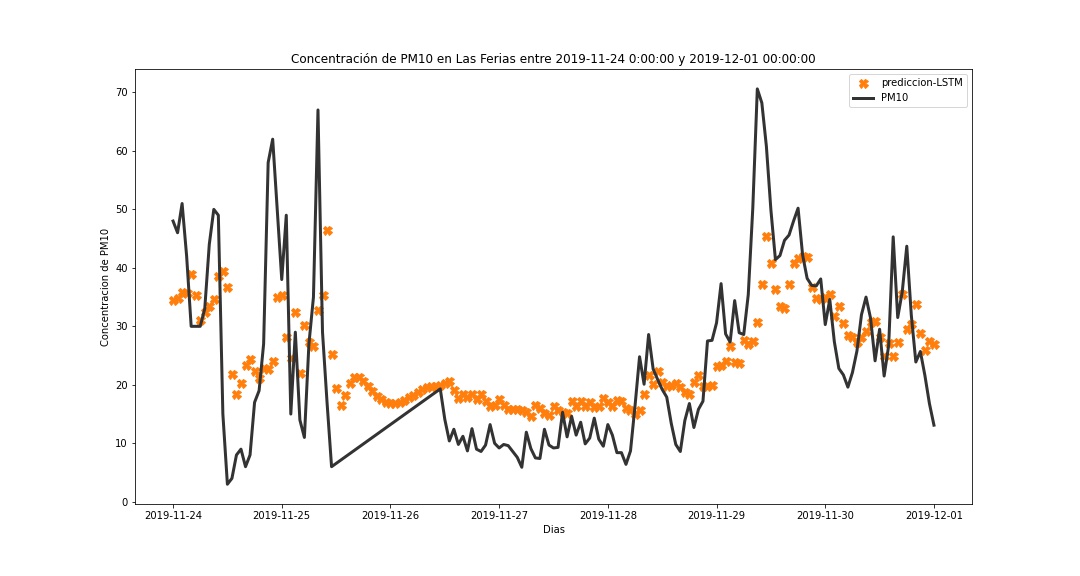 Concentración de PM10 en Las Ferias entre 2019-11-24 0:00:00 y 2019-12-01 00:00:00
prediccion-LSTM
PM10
Concentracion de PM10
70
60
50
40
30
20
10
0
2019-11-24 2019-11-25 2019-11-26 2019-11-27 2019-11-28 2019-11-29 2019-11-30 2019-12-01
Dias